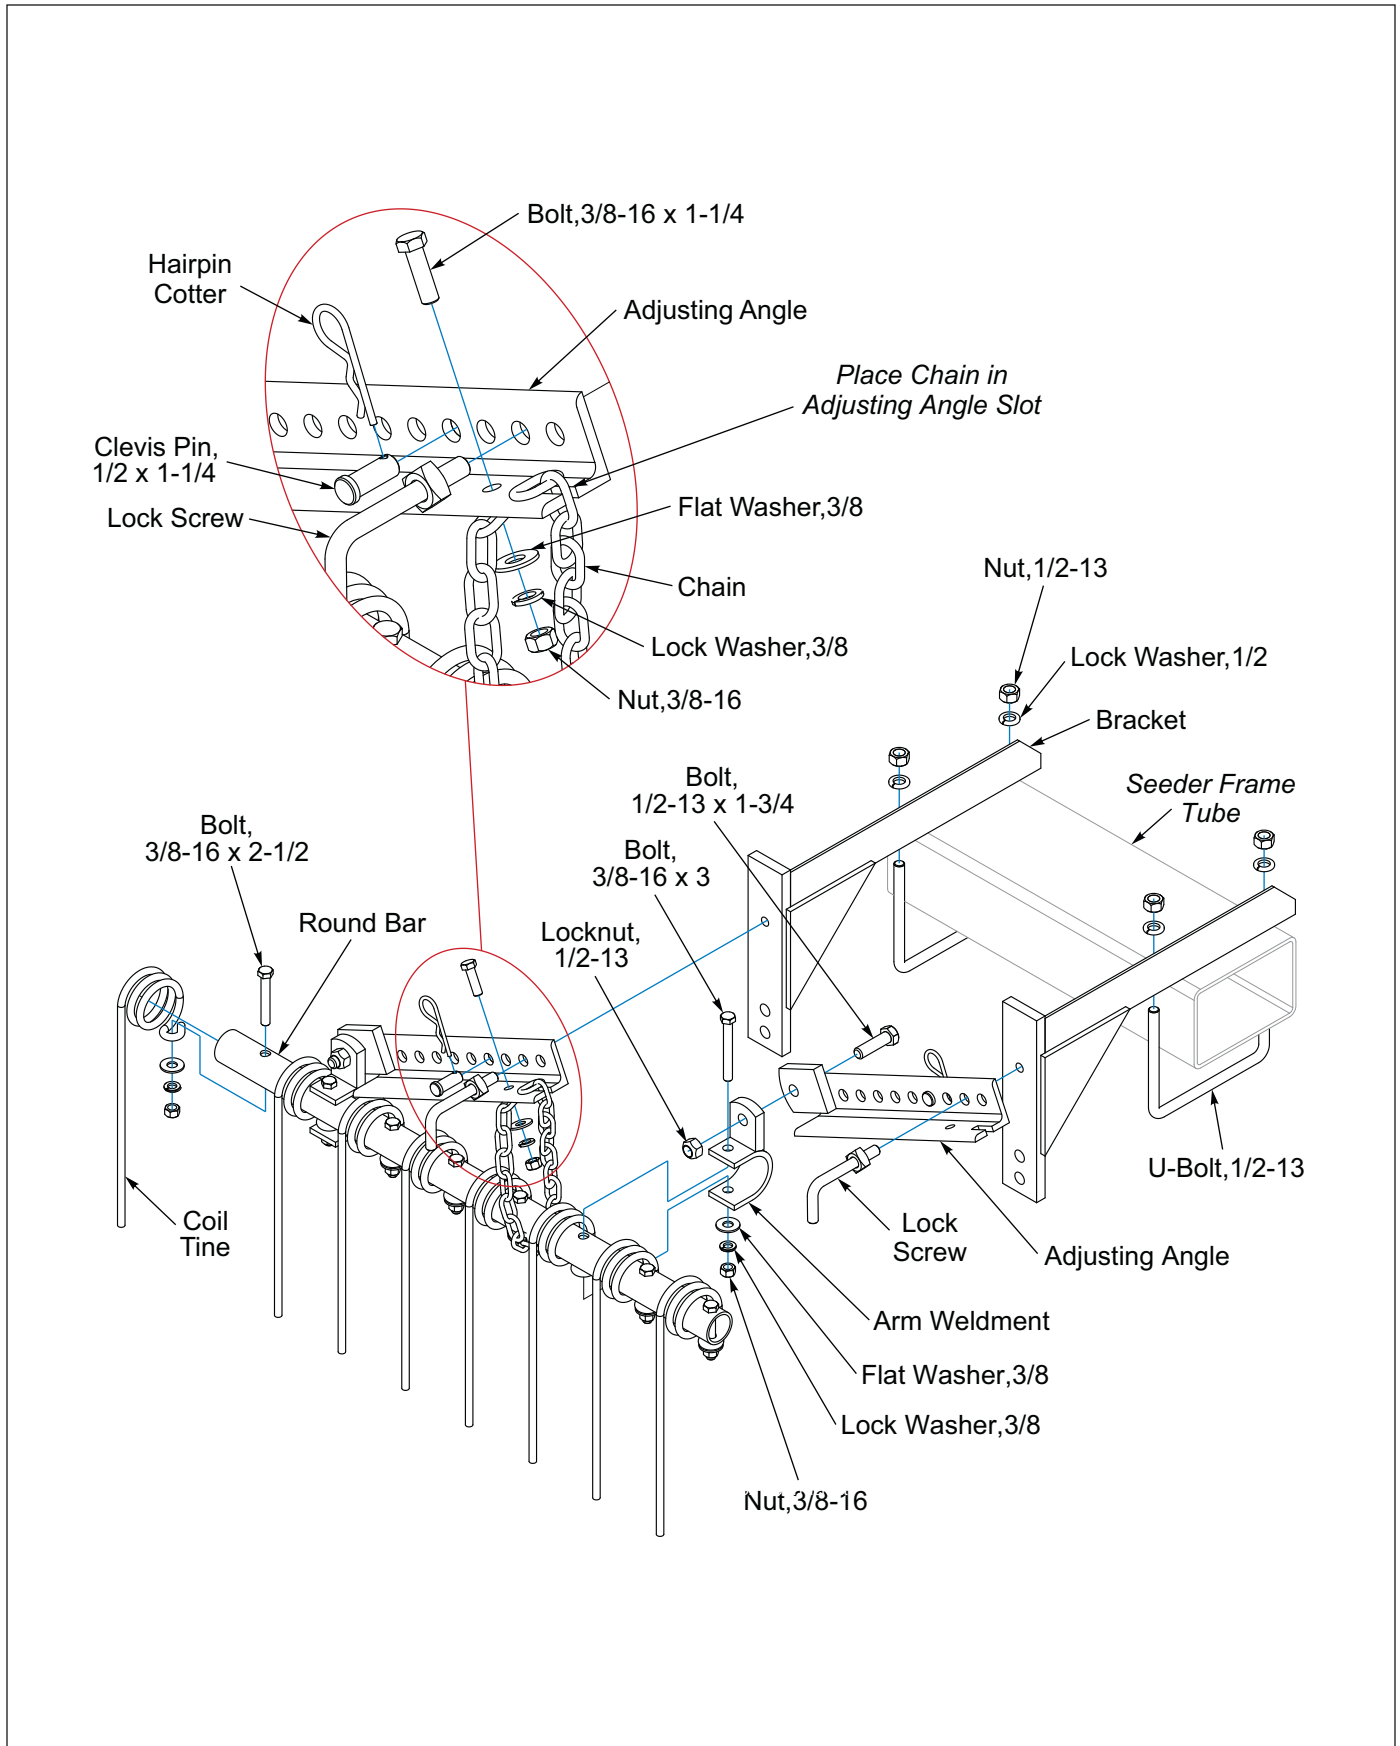 Bolt,3/8-16 x 1-1/4
Hairpin
Cotter
Adjusting Angle
Place Chain in
Adjusting Angle Slot
Clevis Pin,
1/2 x 1-1/4
Lock Screw
Flat Washer,3/8
Chain
Lock Washer,3/8
Nut,3/8-16
Nut,1/2-13
Lock Washer,1/2
Bracket
Seeder Frame
Tube
Bolt,
1/2-13 x 1-3/4
Bolt,
3/8-16 x 2-1/2
Bolt,
3/8-16 x 3
Round Bar
Locknut,
1/2-13
U-Bolt,1/2-13
Coil
Tine
Lock
Screw
Adjusting Angle
Arm Weldment
Flat Washer,3/8
Lock Washer,3/8
Nut,3/8-16